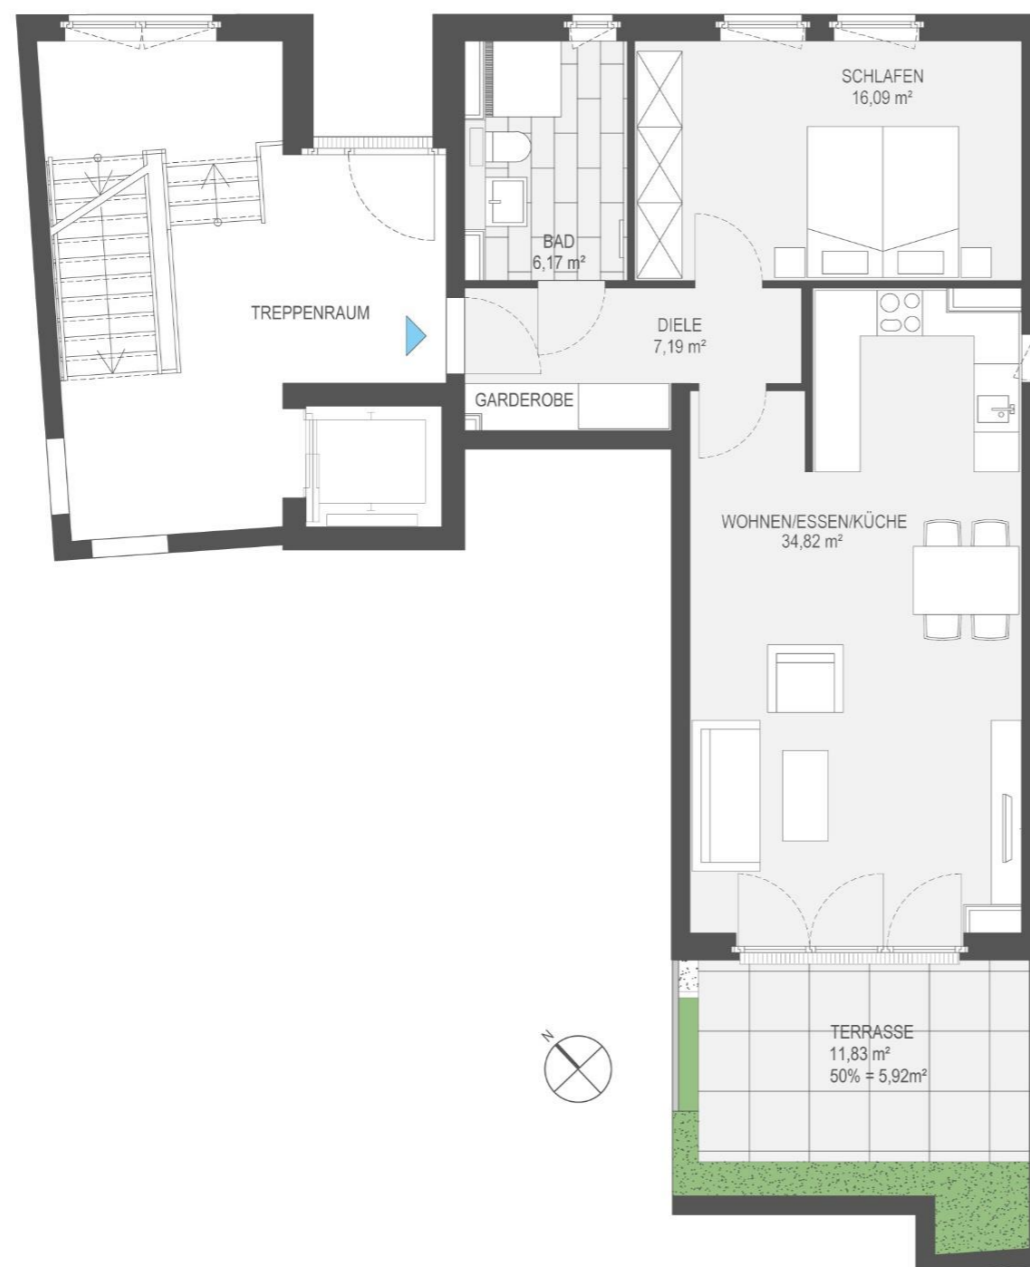 SCHLAFEN
16,09 m²
BAD
6,17 m²
TREPPENRAUM
DIELE
7,19 m²
GARDEROBE
WOHNEN/ESSEN/KÜCHE
34,82 m²
N
TERRASSE
11,83 m²
50% = 5,92m²